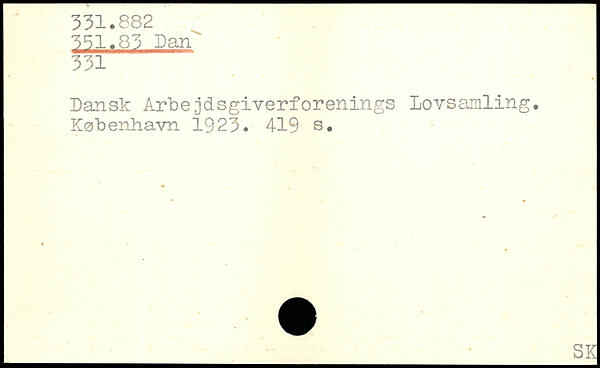 331.882
351.83 Dan
331
Dansk Arbejdsgiverforenings Lovsamling.
København 1923. 419 s.
SK